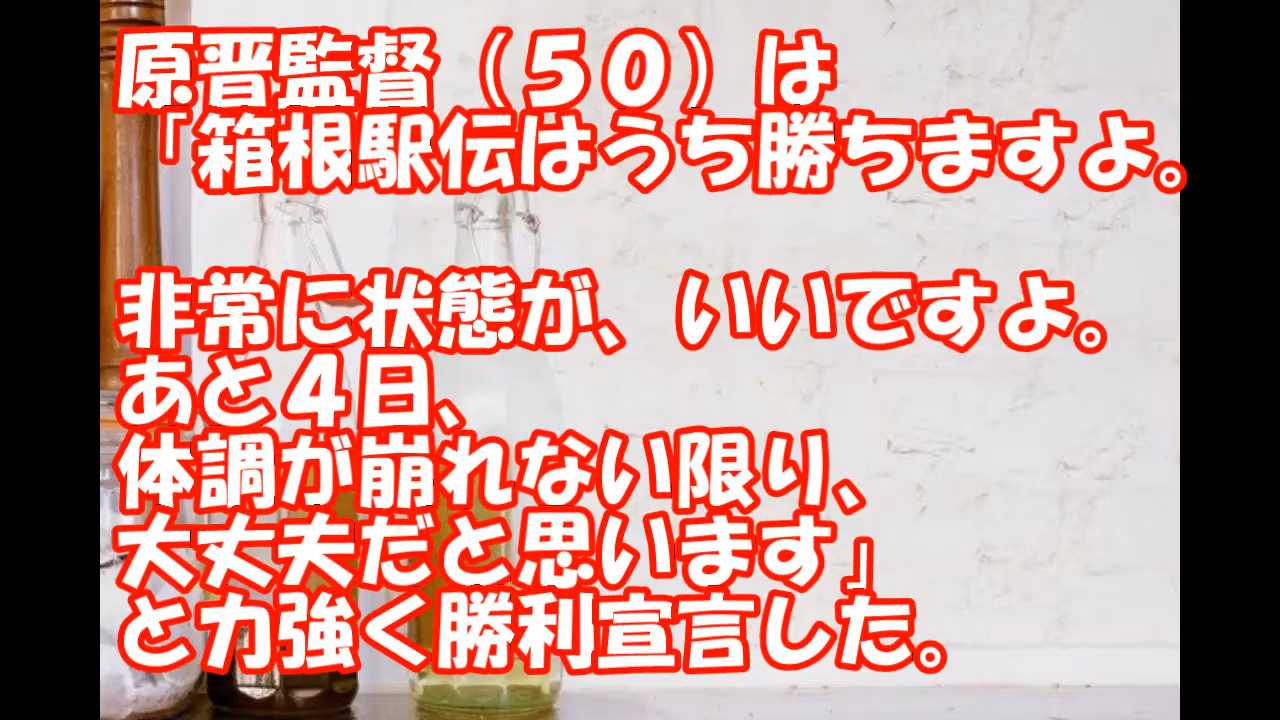 原晋監督（５０）は
「箱根駅伝はうち勝ちますよ。
非常に状態が、いいですよ。
あと４日、
体調が崩れない限り、
大丈夫だと思います」
と力強く勝利宣言した。